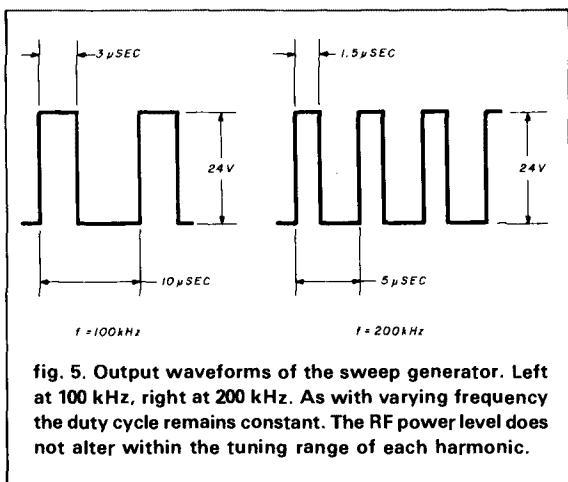 3 µSEC
1.5 µSEC
24V
24V
10 µSEC
5 µSEC
f = 100kHz
f = 200kHz
fig. 5. Output waveforms of the sweep generator. Left
at 100 kHz, right at 200 kHz. As with varying frequency
the duty cycle remains constant. The RF power level does
not alter within the tuning range of each harmonic.